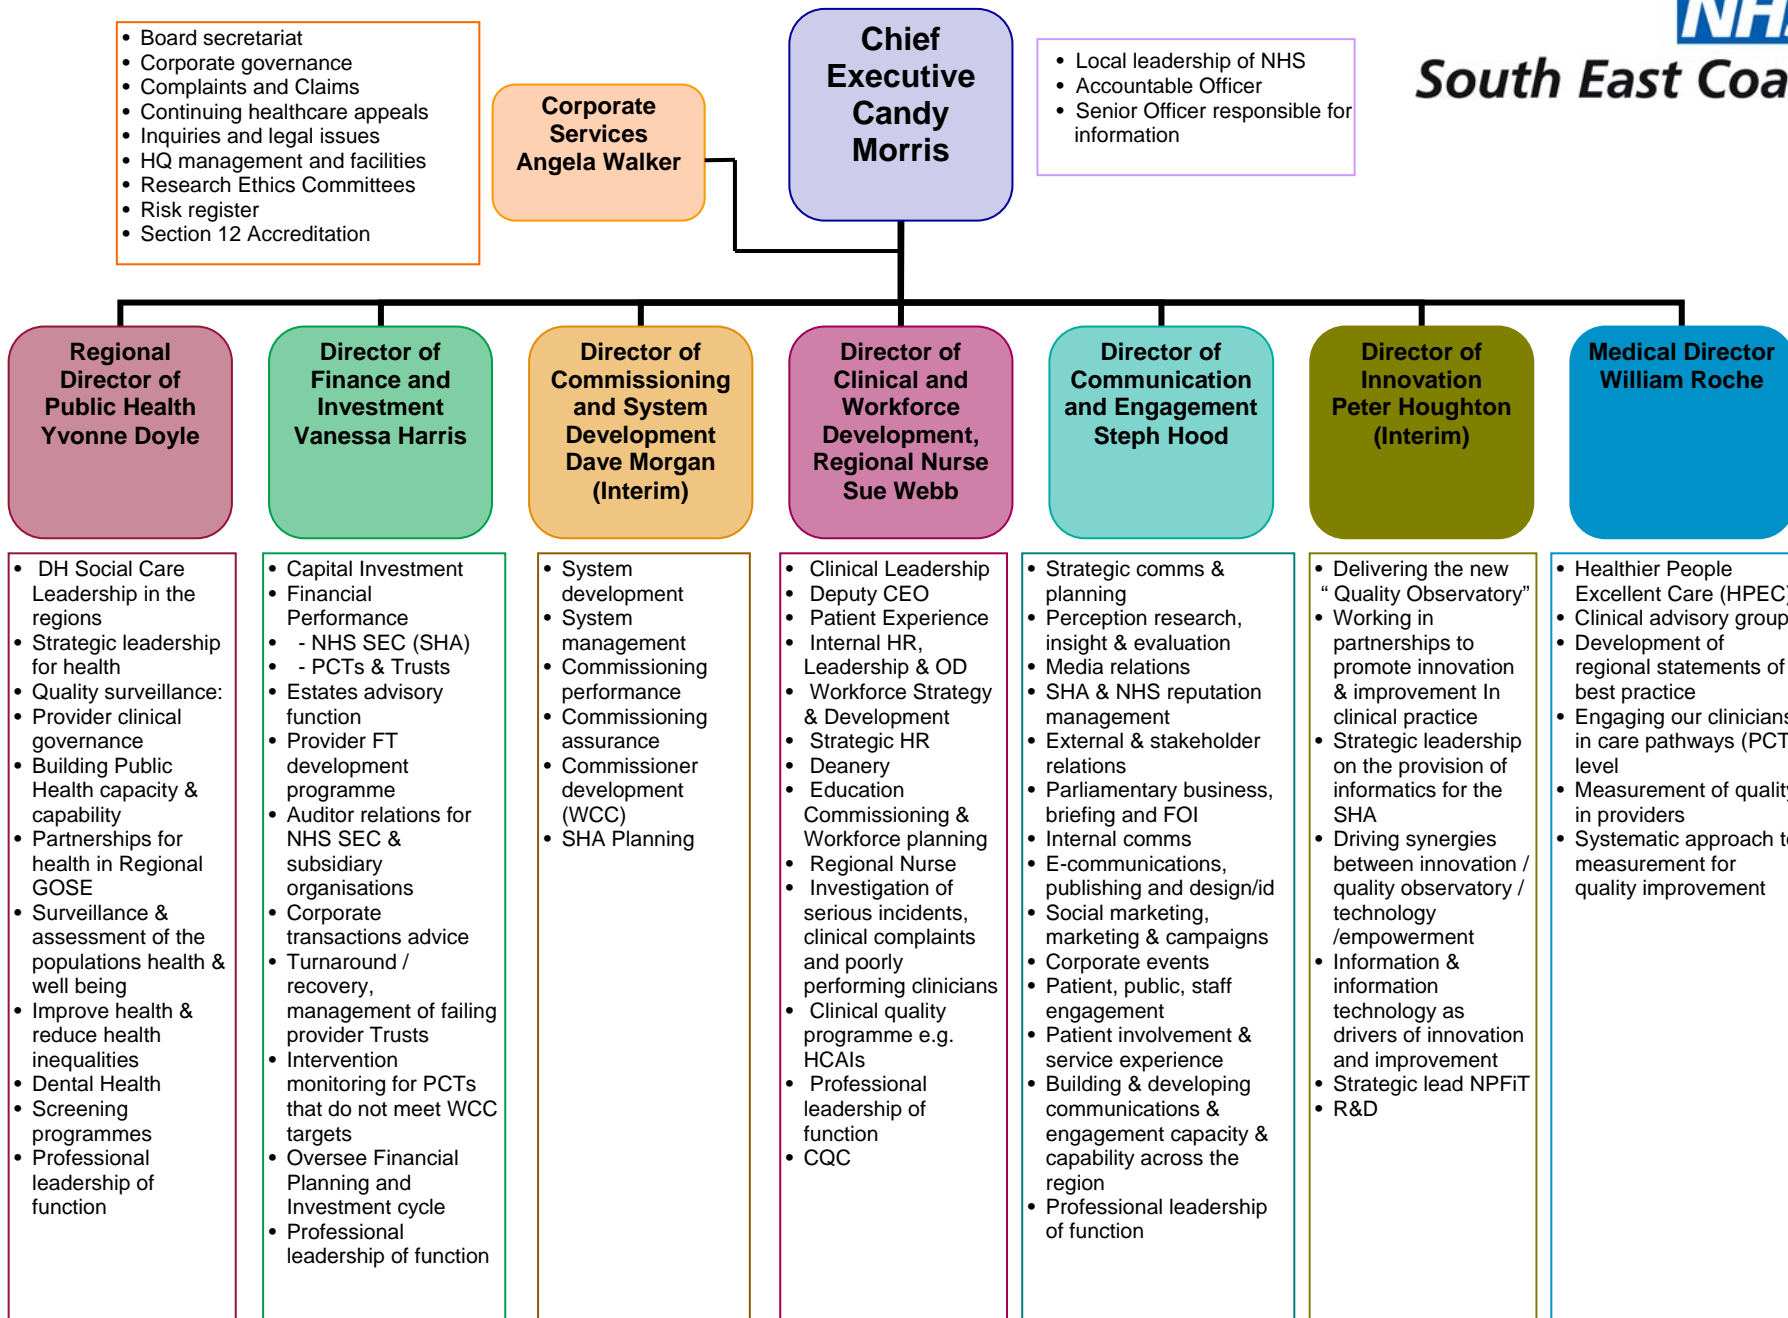 • Board secretariat
• Corporate governance
• Complaints and Claims
• Continuing healthcare appeals
• Inquiries and legal issues
• HQ management and facilities
• Research Ethics Committees
• Risk register
• Section 12 Accreditation
Corporate
Services
Angela Walker
Chief
Executive
Candy
Morris
• Local leadership of NHS
• Accountable Officer
• Senior Officer responsible for
information
NHS
South East Coa
Regional
Director of
Public Health
Yvonne Doyle
Director of
Finance and
Investment
Vanessa Harris
Director of
Commissioning
and System
Development
Dave Morgan
(Interim)
Director of
Clinical and
Workforce
Development,
Regional Nurse
Sue Webb
Director of
Communication
and Engagement
Steph Hood
Director of
Innovation
Peter Houghton
(Interim)
Medical Director
William Roche
• DH Social Care
Leadership in the
regions
• Strategic leadership
for health
• Quality surveillance:
• Provider clinical
governance
• Building Public
Health capacity &
capability
• Partnerships for
health in Regional
GOSE
• Surveillance &
assessment of the
populations health &
well being
• Improve health &
reduce health
inequalities
• Dental Health
• Screening
programmes
• Professional
leadership of
function
• Capital Investment
• Financial
Performance
• - NHS SEC (SHA)
• - PCTs & Trusts
• Estates advisory
function
• Provider FT
development
programme
• Auditor relations for
NHS SEC &
subsidiary
organisations
• Corporate
transactions advice
• Turnaround /
recovery,
management of failing
provider Trusts
• Intervention
monitoring for PCTs
that do not meet WCC
targets
• Oversee Financial
Planning and
Investment cycle
• Professional
leadership of function
• System
development
• System
management
• Commissioning
performance
• Commissioning
assurance
• Commissioner
development
(WCC)
• SHA Planning
• Clinical Leadership
• Deputy CEO
• Patient Experience
• Internal HR,
Leadership & OD
• Workforce Strategy
& Development
• Strategic HR
• Deanery
• Education
Commissioning &
Workforce planning
• Regional Nurse
• Investigation of
serious incidents,
clinical complaints
and poorly
performing clinicians
• Clinical quality
programme e.g.
HCAIs
• Professional
leadership of
function
• CQC
• Strategic comms &
planning
• Perception research,
insight & evaluation
• Media relations
• SHA & NHS reputation
management
• External & stakeholder
relations
• Parliamentary business,
briefing and FOI
• Internal comms
• E-communications,
publishing and design/id
• Social marketing,
marketing & campaigns
• Corporate events
• Patient, public, staff
engagement
• Patient involvement &
service experience
• Building & developing
communications &
engagement capacity &
capability across the
region
• Professional leadership
of function
• Delivering the new
“ Quality Observatory”
• Working in
partnerships to
promote innovation
& improvement In
clinical practice
• Strategic leadership
on the provision of
informatics for the
SHA
• Driving synergies
between innovation /
quality observatory /
technology
/empowerment
• Information &
information
technology as
drivers of innovation
and improvement
• Strategic lead NPFiT
• R&D
• Healthier People
Excellent Care (HPEC)
• Clinical advisory group
• Development of
regional statements of
best practice
• Engaging our clinicians
in care pathways (PCT
level
• Measurement of quality
in providers
• Systematic approach to
measurement for
quality improvement